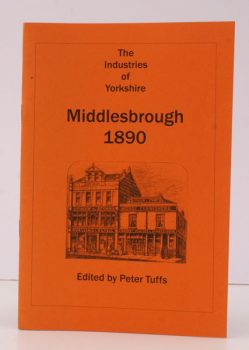 The
Industries
of
Yorkshire
Middlesbrough
1890
Edited by Peter Tuffs